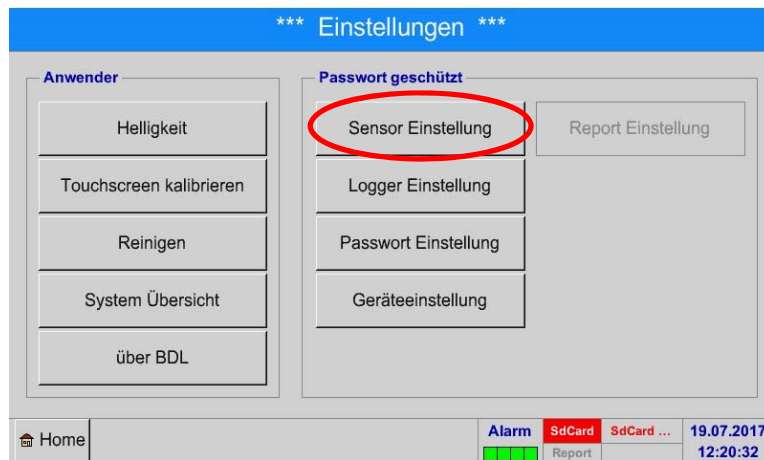 *** Einstellungen ***
Anwender
Helligkeit
Touchscreen kalibrieren
Reinigen
System Übersicht
über BDL
Passwort geschützt
Sensor Einstellung
Report Einstellung
Logger Einstellung
Passwort Einstellung
Geräteeinstellung
Home
Alarm
SdCard
SdCard ...
Report
19.07.2017
12:20:32